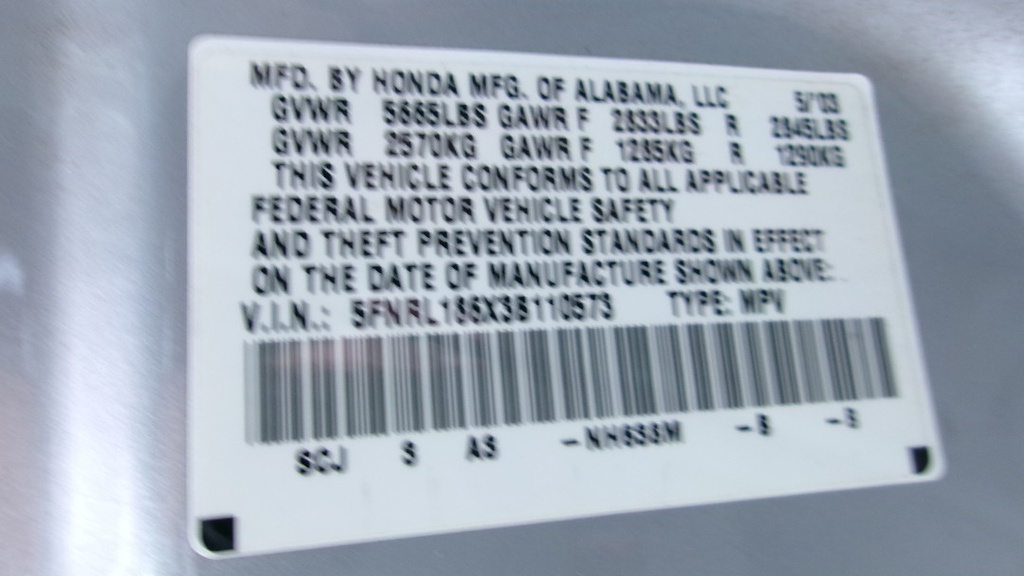 MFD. BY HONDA MFG. OF ALABAMA, LLC 5/'03
GVWR 5665LBS GAWR F 2833LBS R 2845LBS
GVWR 2570KG GAWR F 1285KG R 1290KG
THIS VEHICLE CONFORMS TO ALL APPLICABLE
FEDERAL MOTOR VEHICLE SAFETY
AND THEFT PREVENTION STANDARDS IN EFFECT
ON THE DATE OF MANUFACTURE SHOWN ABOVE:
V.I.N.: 5FNRL186X3B110573 TYPE: MPV
SCJ